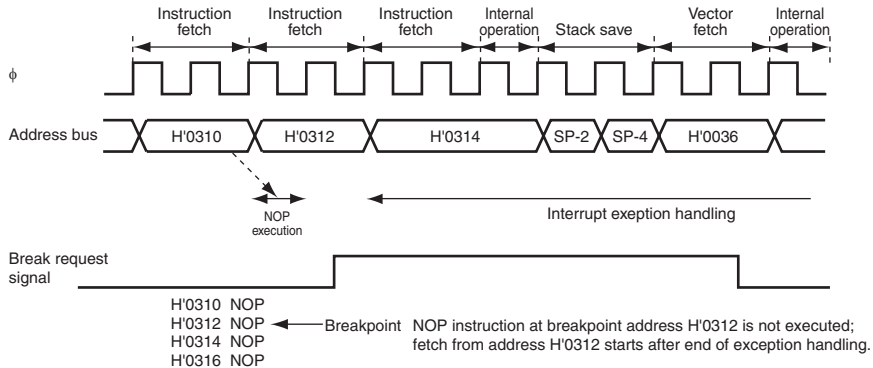 Instruction fetch
Instruction fetch
Instruction fetch
Internal operation
Stack save
Vector fetch
Internal operation
ϕ
Address bus
H'0310
H'0312
H'0314
SP-2
SP-4
H'0036
NOP execution
Interrupt exeption handling
Break request signal
H'0310 NOP
H'0312 NOP
H'0314 NOP
H'0316 NOP
Breakpoint
NOP instruction at breakpoint address H'0312 is not executed;
fetch from address H'0312 starts after end of exception handling.